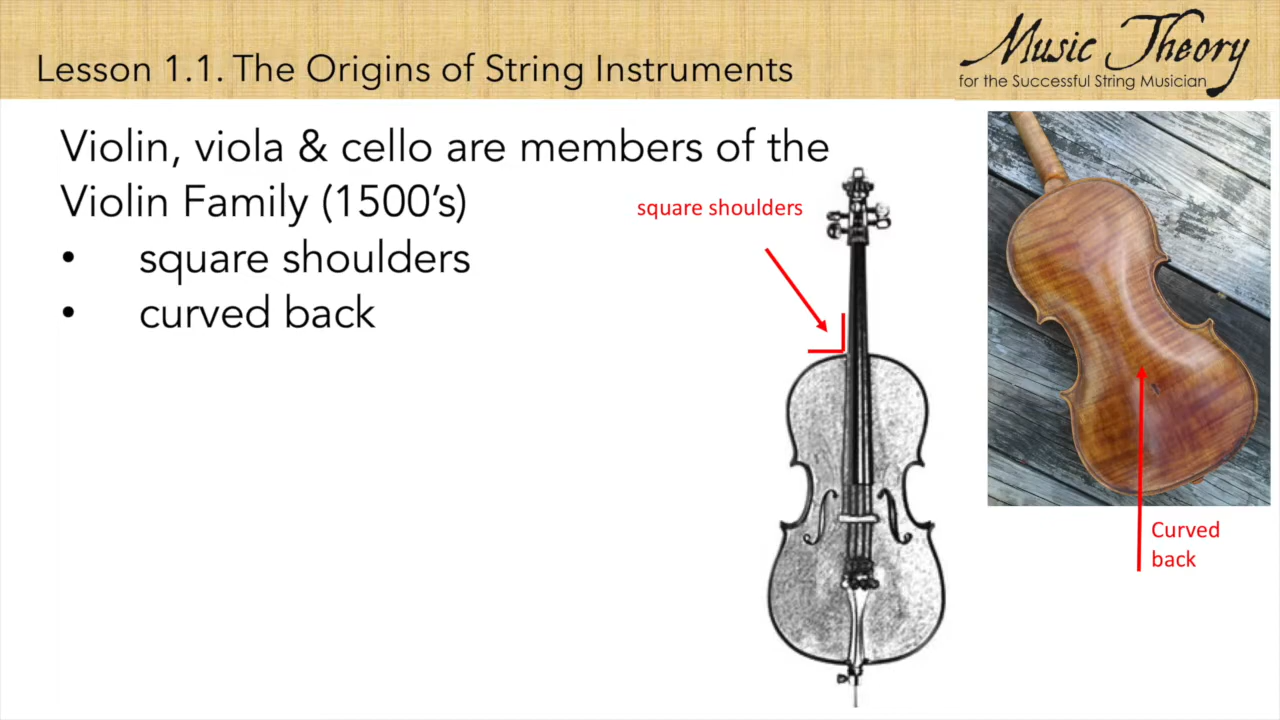 Lesson 1.1. The Origins of String Instruments
Music Theory
for the Successful String Musician
Violin, viola & cello are members of the
Violin Family (1500’s)
• square shoulders
• curved back
square shoulders
Curved
back